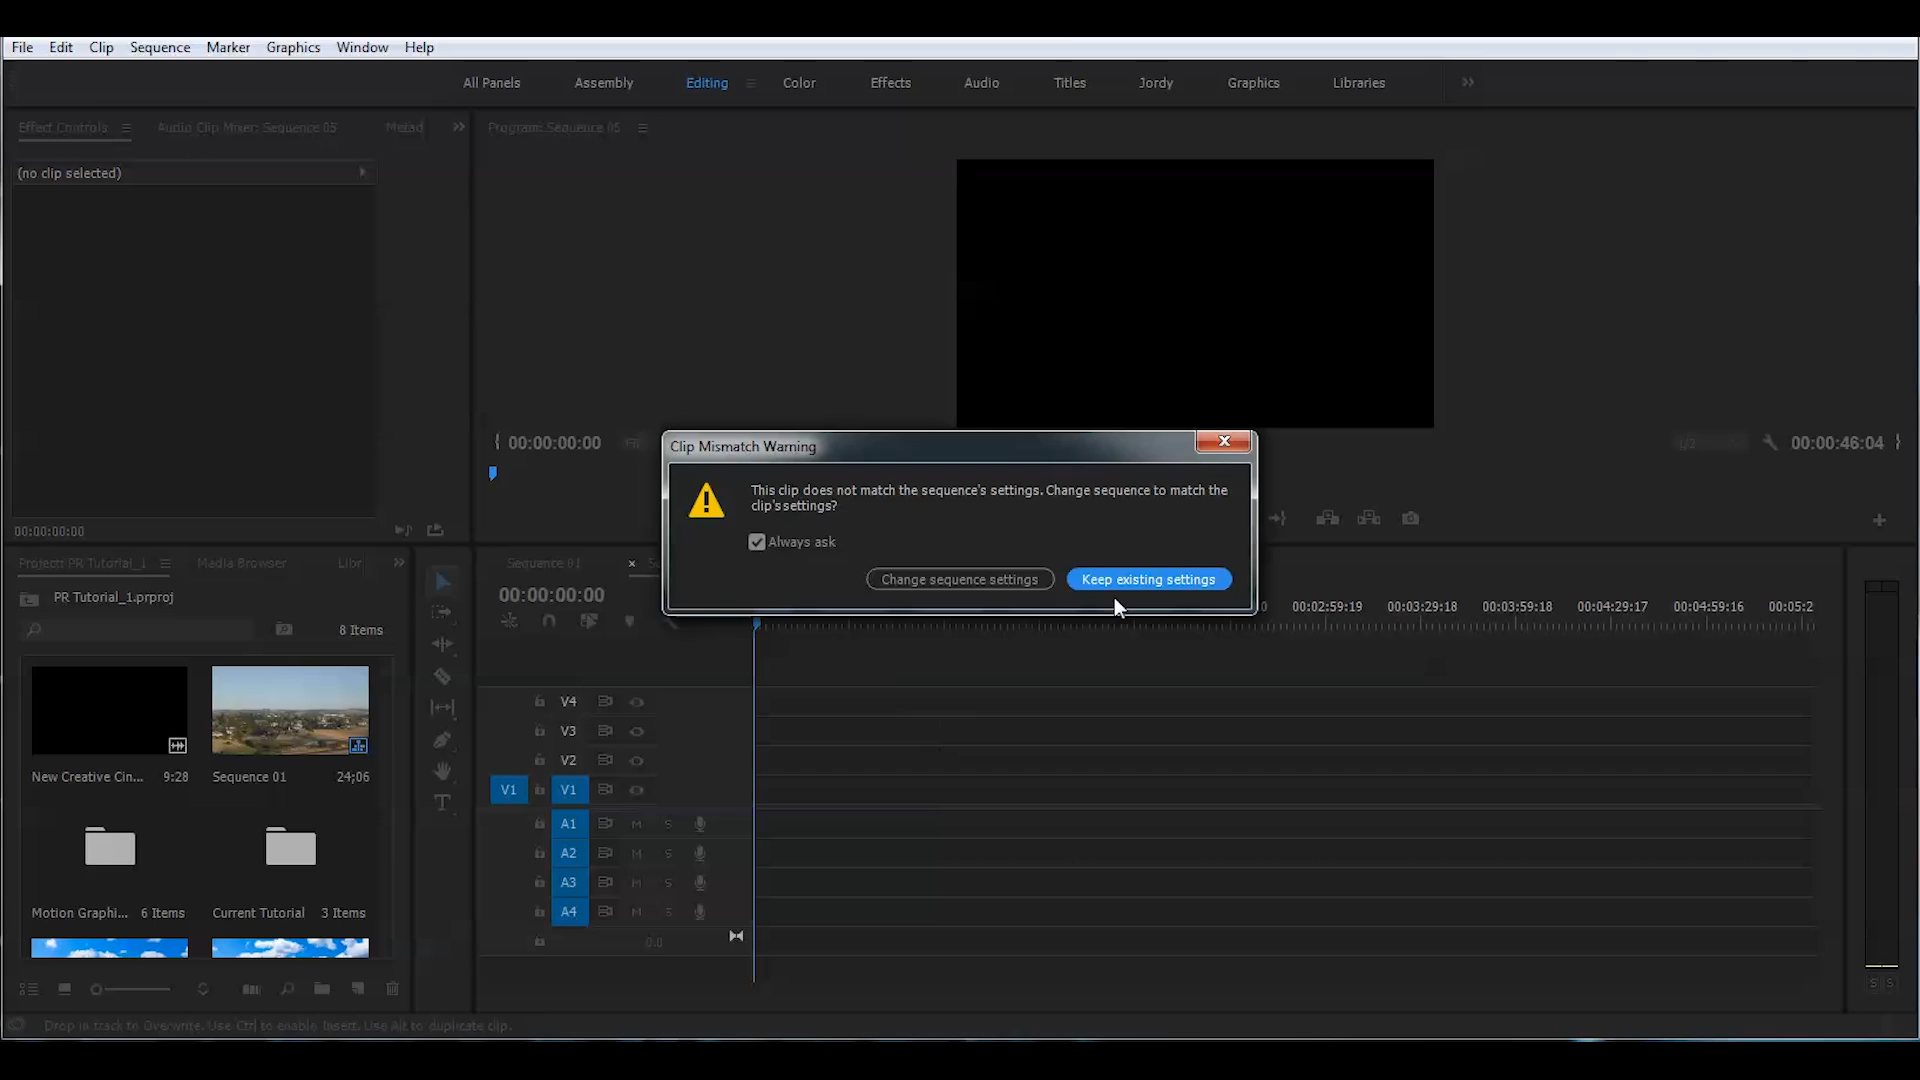 File Edit Clip Sequence Marker Graphics Window Help
All Panels Assembly Editing Color Effects Audio Titles Jordy Graphics Libraries
Effect Controls Audio Clip Mixer: Sequence 05 Metad Program: Sequence 05
(no clip selected)
00:00:00:00 Fit 1/2 00:00:46:04
Clip Mismatch Warning
This clip does not match the sequence's settings. Change sequence to match the
clip's settings?
Always ask
Change sequence settings Keep existing settings
00:00:00:00
Project: PR Tutorial_1 Media Browser Libr
Sequence 01
PR Tutorial_1.prproj
00:00:00:00
0 00:02:59:19 00:03:29:18 00:03:59:18 00:04:29:17 00:04:59:16 00:05:2
8 Items
New Creative Cin... 9:28 Sequence 01 24;06
Motion Graphi... 6 Items Current Tutorial 3 Items
V4
V3
V2
V1 V1
A1 M S
A2 M S
A3 M S
A4 M S
0.0
S S
Drop in track to Overwrite. Use Ctrl to enable Insert. Use Alt to duplicate clip.